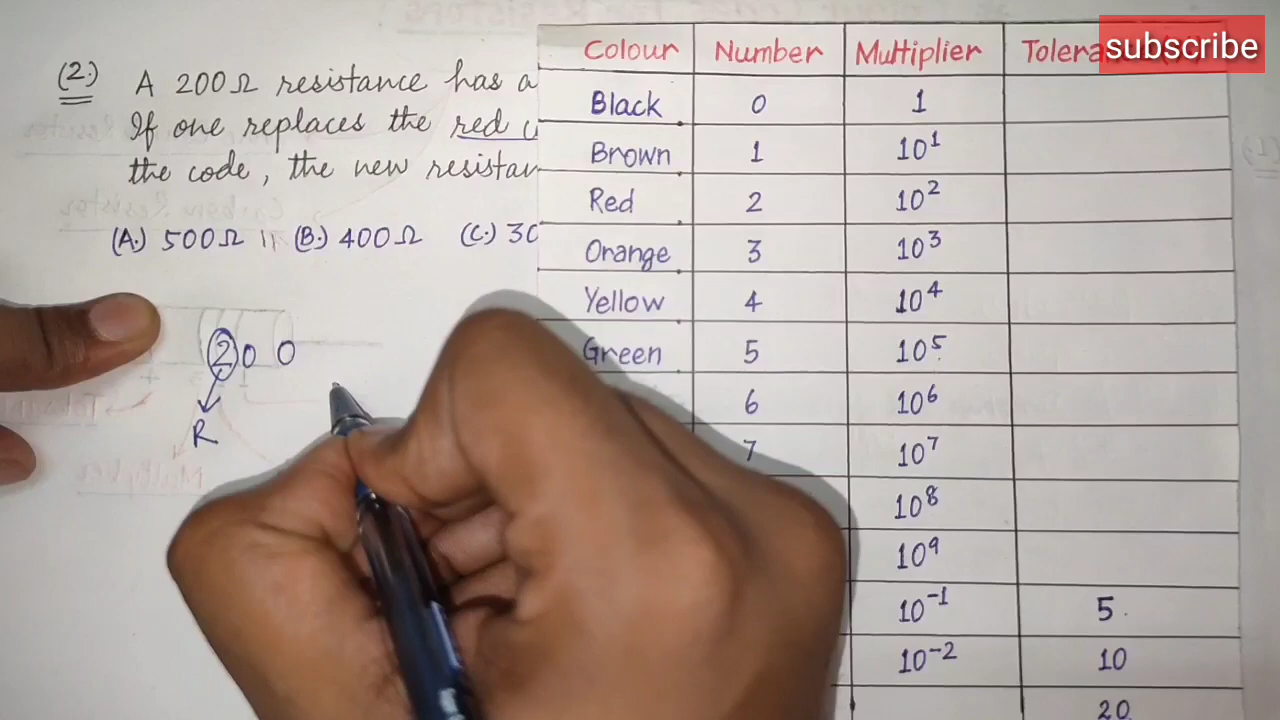 (2.) A 200Ω resistance has a
If one replaces the red
the code, the new resistan
(A.) 500Ω (B.) 400Ω (C.) 30
2 0 0
R
Colour Number Multiplier
subscribe
Black 0 1
Brown 1 10¹
Red 2 10²
Orange 3 10³
Yellow 4 10⁴
Green 5 10⁵
6 10⁶
7 10⁷
10⁸
10⁹
10⁻¹ 5
10⁻² 10
20